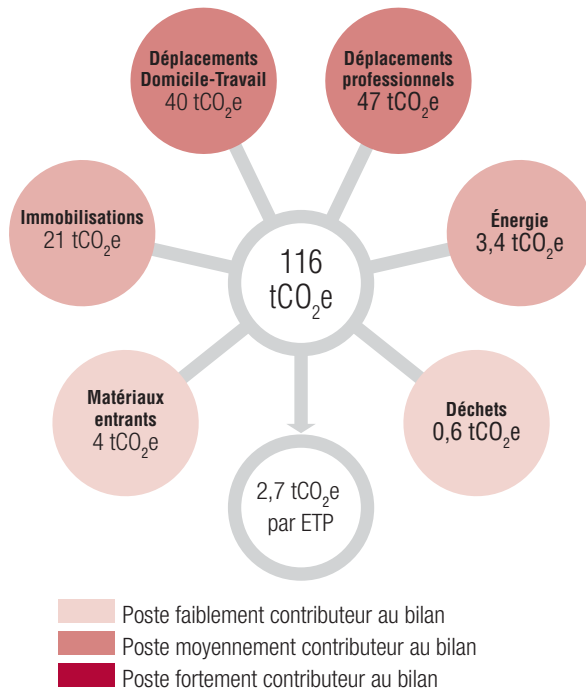 Déplacements
Domicile-Travail
40 tCO₂e
Déplacements
professionnels
47 tCO₂e
Immobilisations
21 tCO₂e
Énergie
3,4 tCO₂e
116
tCO₂e
Matériaux
entrants
4 tCO₂e
Déchets
0,6 tCO₂e
2,7 tCO₂e
par ETP
Poste faiblement contributeur au bilan
Poste moyennement contributeur au bilan
Poste fortement contributeur au bilan